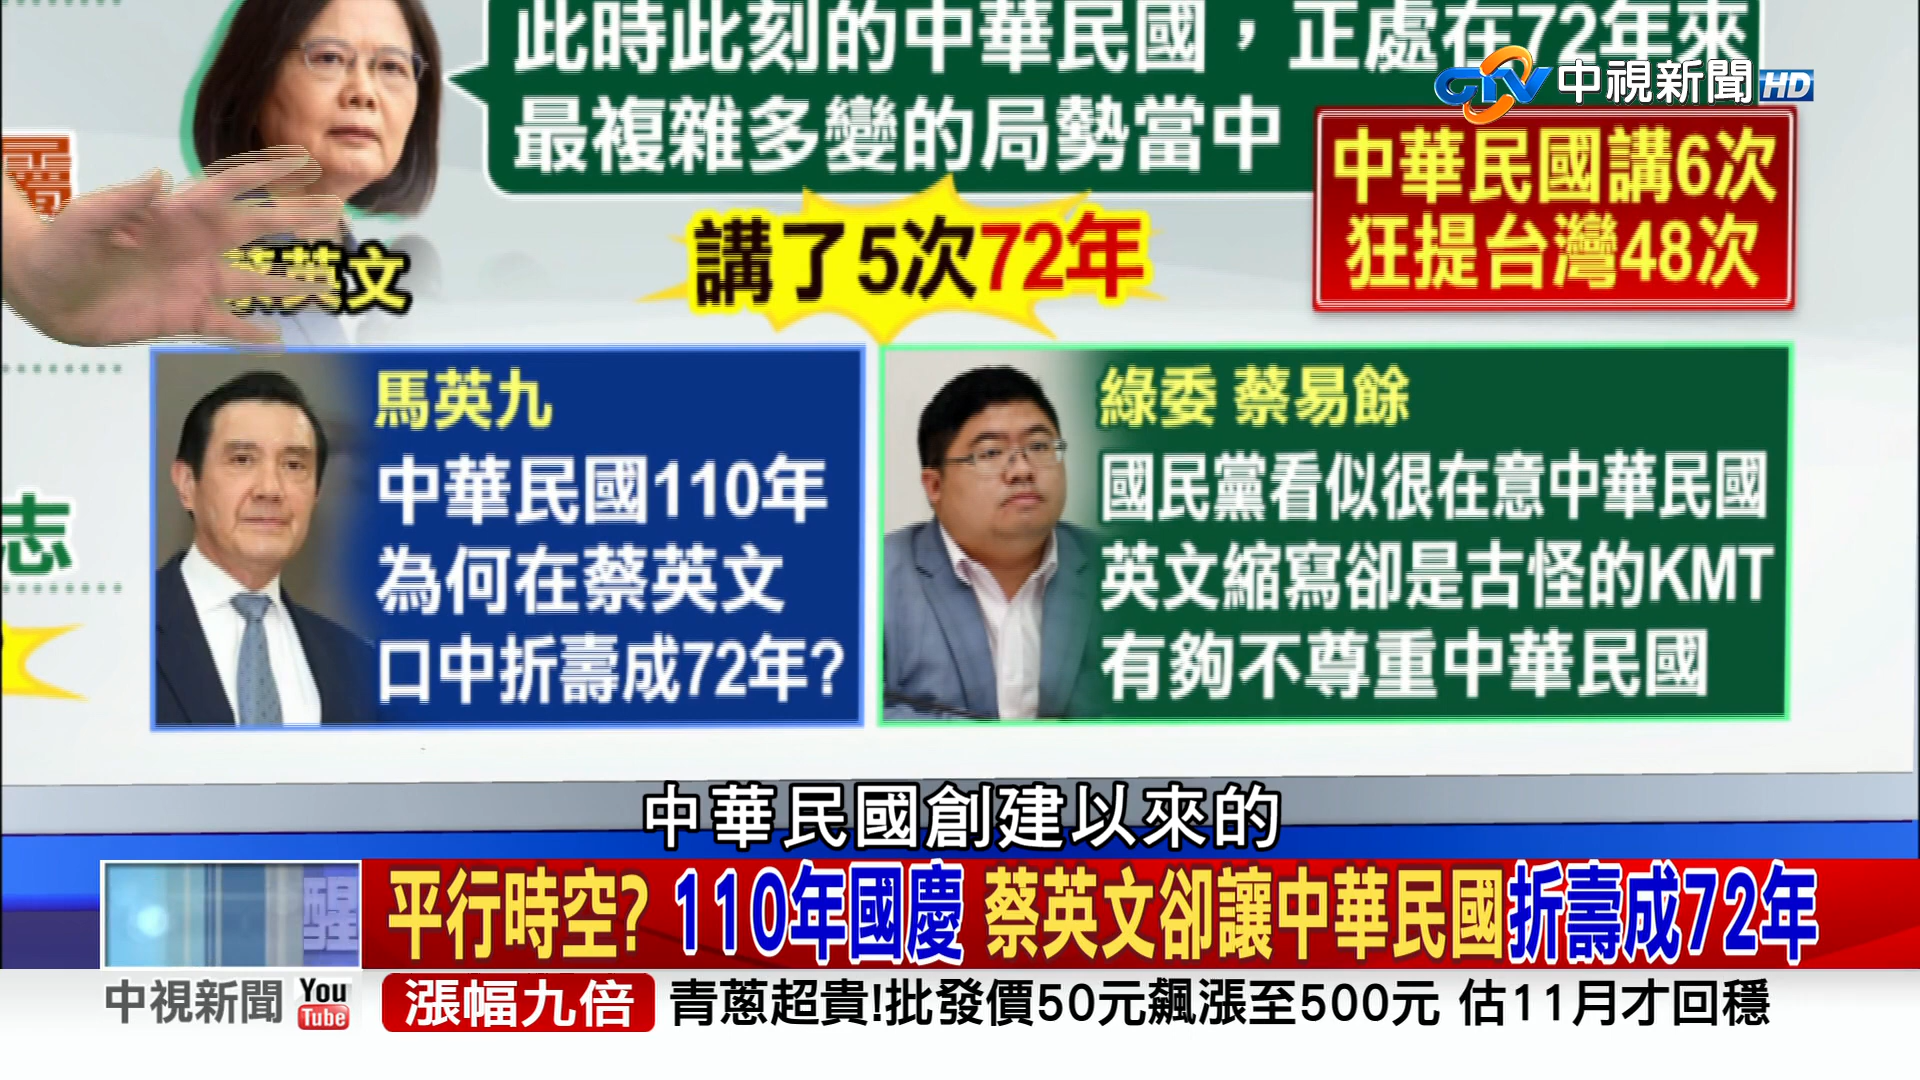 此時此刻的中華民國，正處在72年來
最複雜多變的局勢當中
CTV 中視新聞 HD
中華民國講6次
狂提台灣48次
講了5次72年
蔡英文
馬英九
中華民國110年
為何在蔡英文
口中折壽成72年?
綠委 蔡易餘
國民黨看似很在意中華民國
英文縮寫卻是古怪的KMT
有夠不尊重中華民國
志
中華民國創建以來的
平行時空? 110年國慶 蔡英文卻讓中華民國折壽成72年
中視新聞 You Tube
漲幅九倍 青蔥超貴!批發價50元飆漲至500元 估11月才回穩